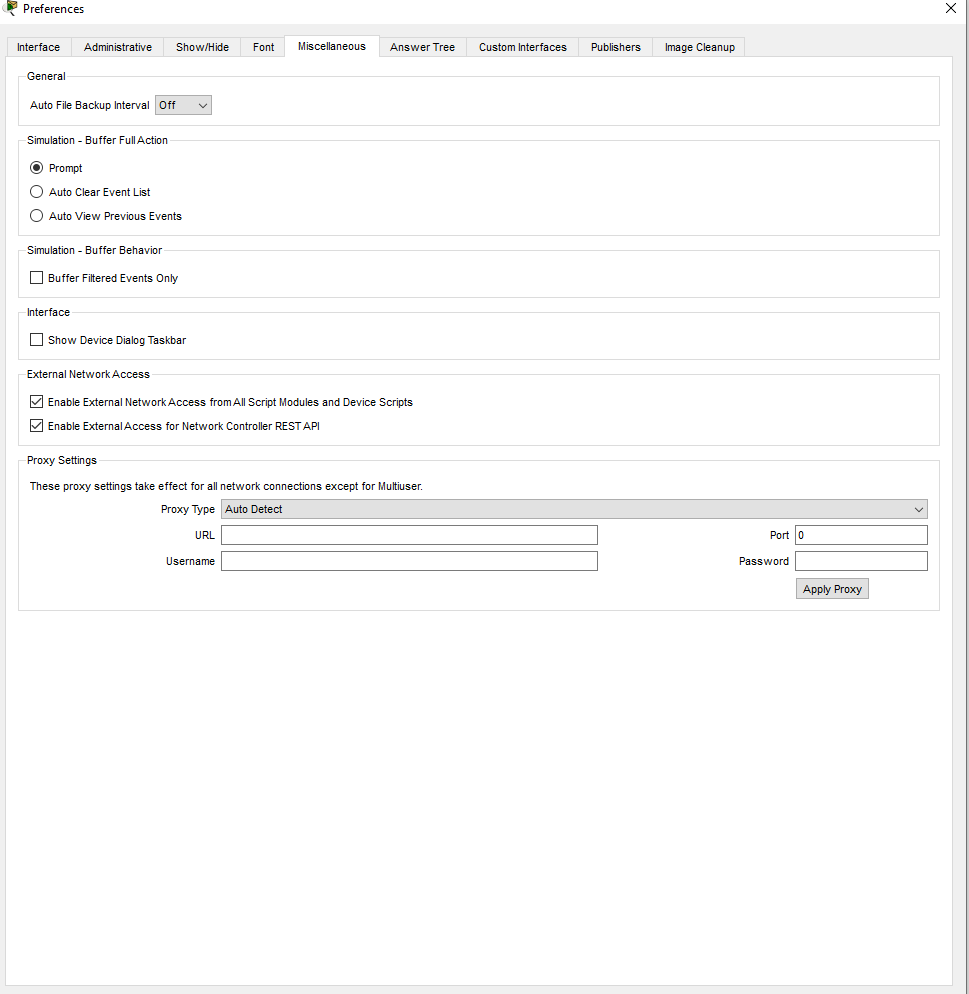 Preferences
Interface Administrative Show/Hide Font Miscellaneous Answer Tree Custom Interfaces Publishers Image Cleanup
General
Auto File Backup Interval Off
Simulation - Buffer Full Action
Prompt
Auto Clear Event List
Auto View Previous Events
Simulation - Buffer Behavior
Buffer Filtered Events Only
Interface
Show Device Dialog Taskbar
External Network Access
Enable External Network Access from All Script Modules and Device Scripts
Enable External Access for Network Controller REST API
Proxy Settings
These proxy settings take effect for all network connections except for Multiuser.
Proxy Type Auto Detect
URL Port 0
Username Password
Apply Proxy